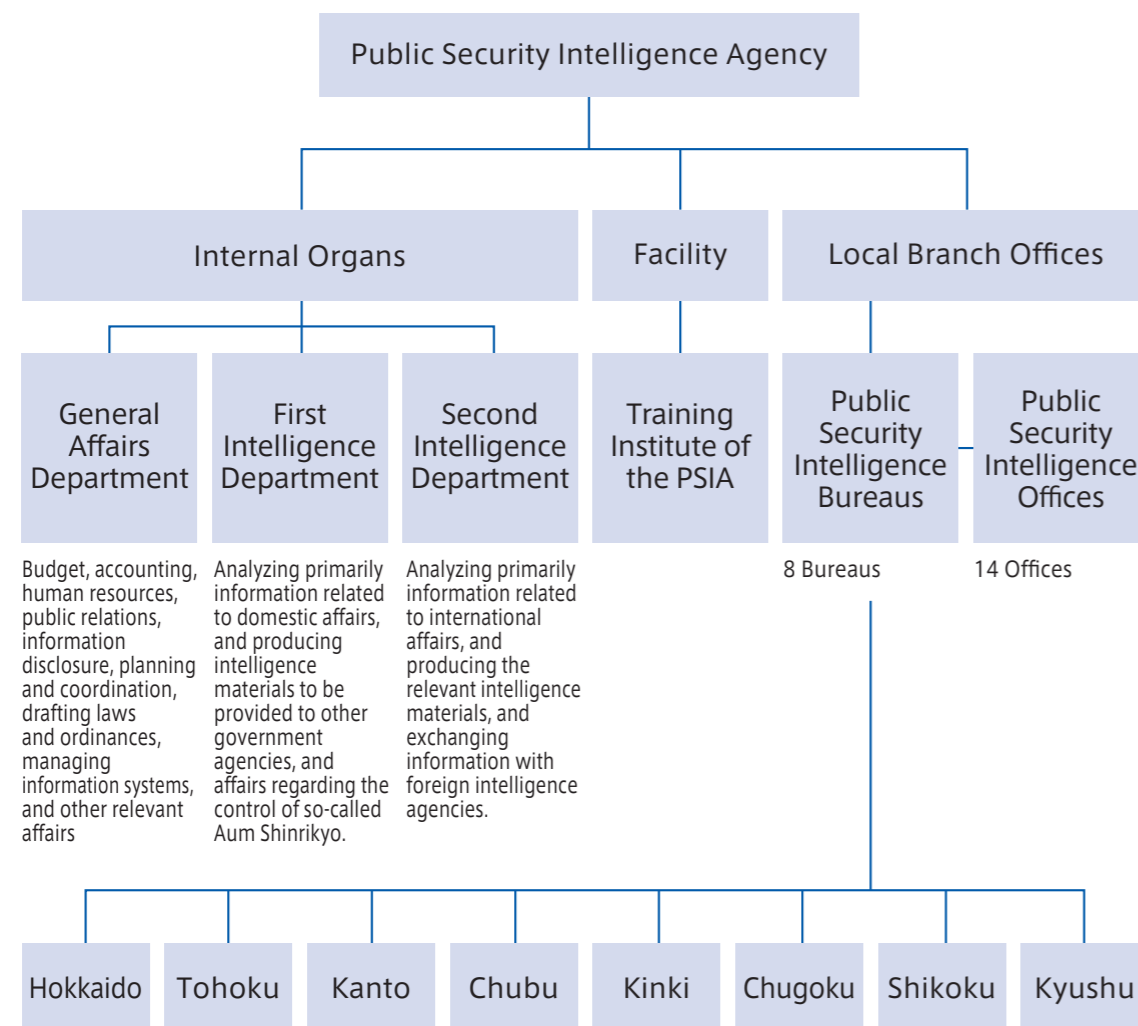 Public Security Intelligence Agency
Internal Organs
Facility
Local Branch Offices
General
Affairs
Department
First
Intelligence
Department
Second
Intelligence
Department
Training
Institute of
the PSIA
Public
Security
Intelligence
Bureaus
Public
Security
Intelligence
Offices
Budget, accounting,
human resources,
public relations,
information
disclosure, planning
and coordination,
drafting laws
and ordinances,
managing
information systems,
and other relevant
affairs
Analyzing primarily
information related
to domestic affairs,
and producing
intelligence
materials to be
provided to other
government
agencies, and
affairs regarding the
control of so-called
Aum Shinrikyo.
Analyzing primarily
information related
to international
affairs, and
producing the
relevant intelligence
materials, and
exchanging
information with
foreign intelligence
agencies.
8 Bureaus
14 Offices
Hokkaido
Tohoku
Kanto
Chubu
Kinki
Chugoku
Shikoku
Kyushu